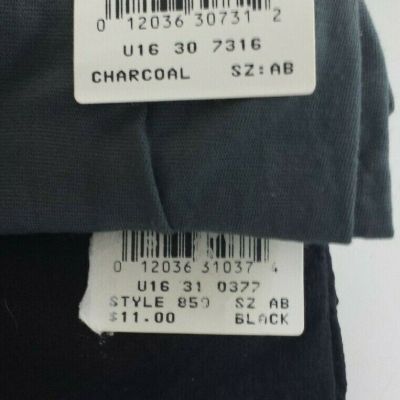 0 12036 30731 2
U16 30 7316
CHARCOAL SZ:AB
0 12036 31037 4
U16 31 0377
STYLE 859 SZ AB
$11.00 BLACK